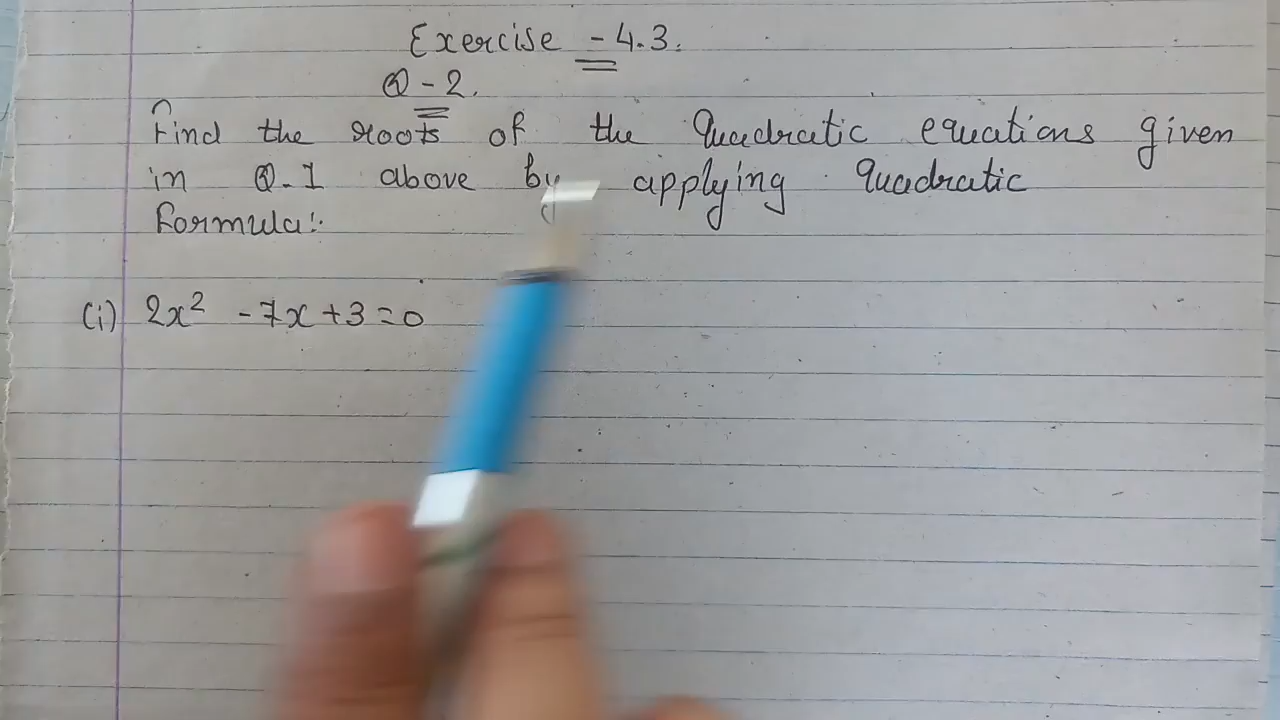 Exercise - 4.3.
Q - 2.
Find the roots of the Quadratic equations given
in Q.1 above by applying Quadratic
Formula:.
(i) 2x² - 7x + 3 = 0